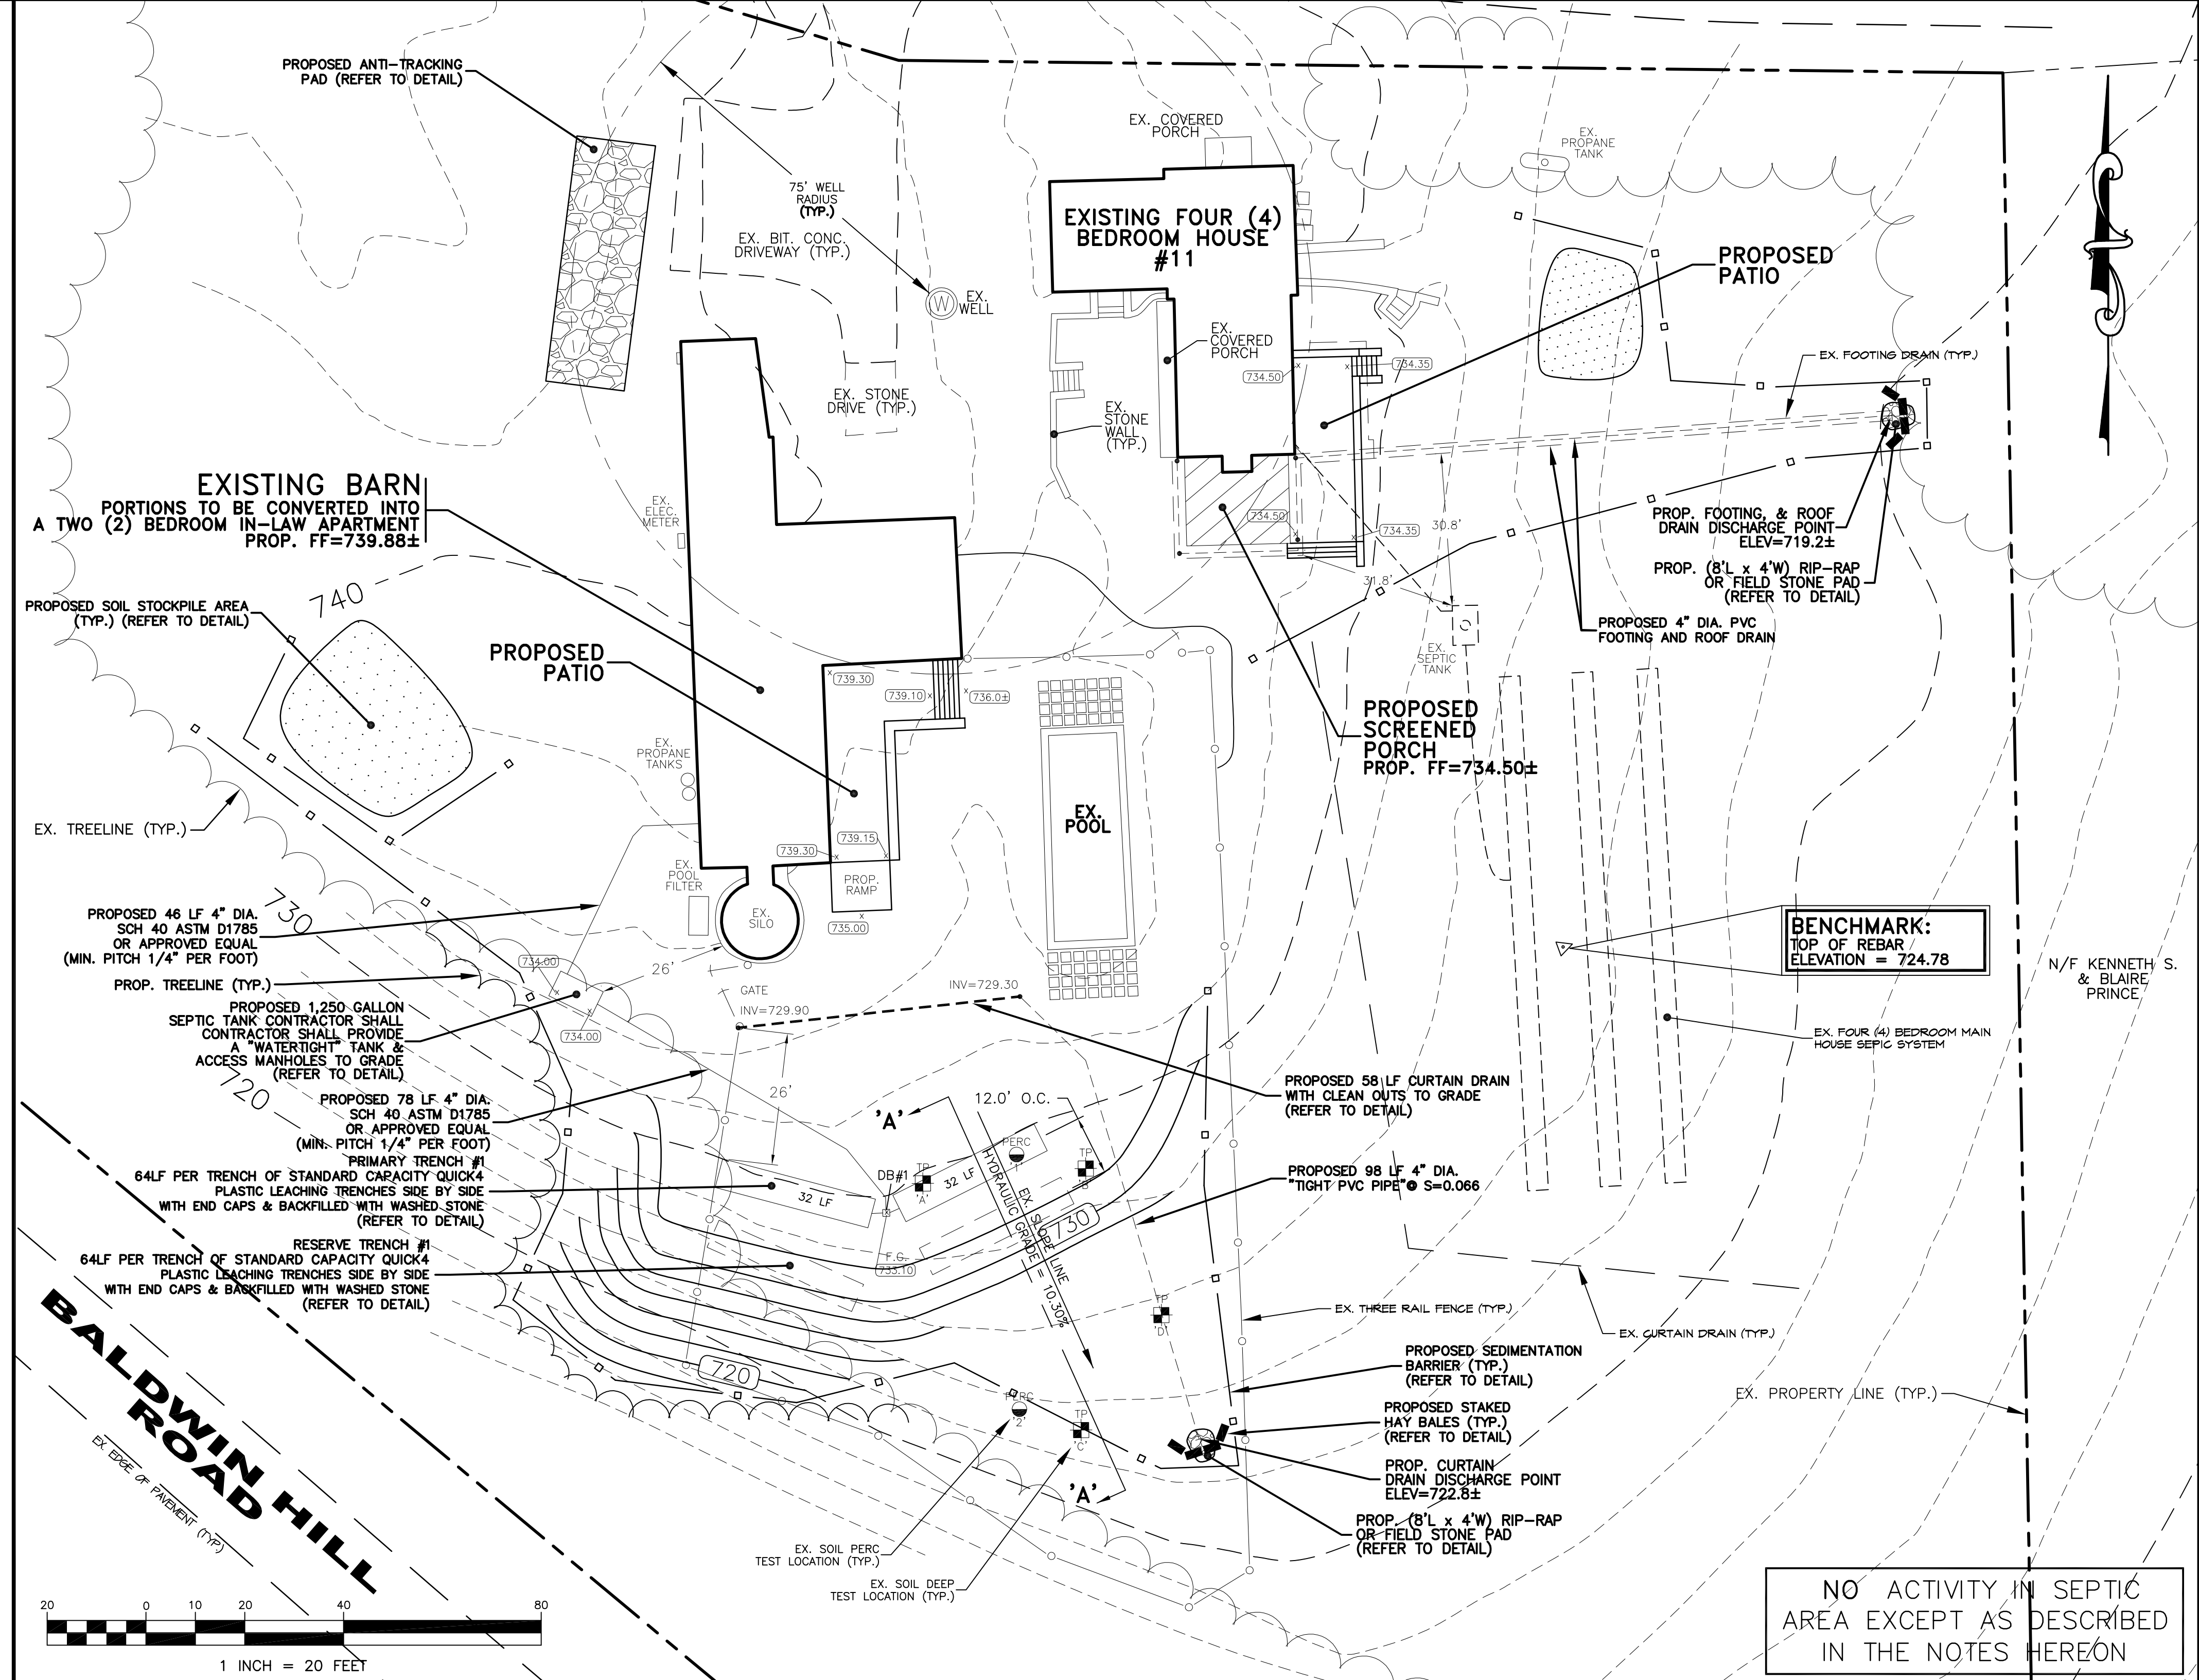 PROPOSED ANTI-TRACKING
PAD (REFER TO DETAIL)
75' WELL
RADIUS
(TYP.)
EX. BIT. CONC.
DRIVEWAY (TYP.)
W
EX.
WELL
EX. COVERED
PORCH
EX.
PROPANE
TANK
EXISTING FOUR (4)
BEDROOM HOUSE
#11
PROPOSED
PATIO
EX.
COVERED
PORCH
734.50
734.35
EX. FOOTING DRAIN (TYP.)
EX. STONE
DRIVE (TYP.)
EX.
STONE
WALL
(TYP.)
EXISTING BARN
PORTIONS TO BE CONVERTED INTO
A TWO (2) BEDROOM IN-LAW APARTMENT
PROP. FF=739.88±
EX.
ELEC.
METER
734.50
734.35
30.8'
31.8'
PROP. FOOTING, & ROOF
DRAIN DISCHARGE POINT
ELEV=719.2±
PROP. (8'L x 4'W) RIP-RAP
OR FIELD STONE PAD
(REFER TO DETAIL)
PROPOSED 4" DIA. PVC
FOOTING AND ROOF DRAIN
740
PROPOSED SOIL STOCKPILE AREA
(TYP.) (REFER TO DETAIL)
PROPOSED
PATIO
739.30
739.10
736.0±
EX.
SEPTIC
TANK
PROPOSED
SCREENED
PORCH
PROP. FF=734.50±
EX.
PROPANE
TANKS
EX. TREELINE (TYP.)
EX.
POOL
739.15
739.30
EX.
POOL
FILTER
PROP.
RAMP
EX.
SILO
735.00
730
PROPOSED 46 LF 4" DIA.
SCH 40 ASTM D1785
OR APPROVED EQUAL
(MIN. PITCH 1/4" PER FOOT)
734.00
26'
PROP. TREELINE (TYP.)
GATE
INV=729.90
INV=729.30
734.00
PROPOSED 1,250 GALLON
SEPTIC TANK CONTRACTOR SHALL
CONTRACTOR SHALL PROVIDE
A "WATERTIGHT" TANK &
ACCESS MANHOLES TO GRADE
(REFER TO DETAIL)
720
BENCHMARK:
TOP OF REBAR
ELEVATION = 724.78
N/F KENNETH S.
& BLAIRE
PRINCE
EX. FOUR (4) BEDROOM MAIN
HOUSE SEPIC SYSTEM
26'
PROPOSED 78 LF 4" DIA.
SCH 40 ASTM D1785
OR APPROVED EQUAL
(MIN. PITCH 1/4" PER FOOT)
'A'
12.0' O.C.
PROPOSED 58 LF CURTAIN DRAIN
WITH CLEAN OUTS TO GRADE
(REFER TO DETAIL)
PRIMARY TRENCH #1
64LF PER TRENCH OF STANDARD CAPACITY QUICK4
PLASTIC LEACHING TRENCHES SIDE BY SIDE
WITH END CAPS & BACKFILLED WITH WASHED STONE
(REFER TO DETAIL)
32 LF
DB#1
TP
'A'
32 LF
PERC
'1'
TP
'B'
PROPOSED 98 LF 4" DIA.
"TIGHT PVC PIPE"@ S=0.066
EX. SLOPE LINE
HYDRAULIC GRADE = 10.30%
730
RESERVE TRENCH #1
64LF PER TRENCH OF STANDARD CAPACITY QUICK4
PLASTIC LEACHING TRENCHES SIDE BY SIDE
WITH END CAPS & BACKFILLED WITH WASHED STONE
(REFER TO DETAIL)
F.G.
733.10
TP
'D'
EX. THREE RAIL FENCE (TYP.)
EX. CURTAIN DRAIN (TYP.)
720
PROPOSED SEDIMENTATION
BARRIER (TYP.)
(REFER TO DETAIL)
EX. PROPERTY LINE (TYP.)
PERC
'2'
TP
'C'
PROPOSED STAKED
HAY BALES (TYP.)
(REFER TO DETAIL)
PROP. CURTAIN
DRAIN DISCHARGE POINT
ELEV=722.8±
'A'
PROP. (8'L x 4'W) RIP-RAP
OR FIELD STONE PAD
(REFER TO DETAIL)
BALDWIN HILL
ROAD
EX. EDGE OF PAVEMENT (TYP.)
EX. SOIL PERC
TEST LOCATION (TYP.)
EX. SOIL DEEP
TEST LOCATION (TYP.)
NO ACTIVITY IN SEPTIC
AREA EXCEPT AS DESCRIBED
IN THE NOTES HEREON
20 0 10 20 40 80
1 INCH = 20 FEET